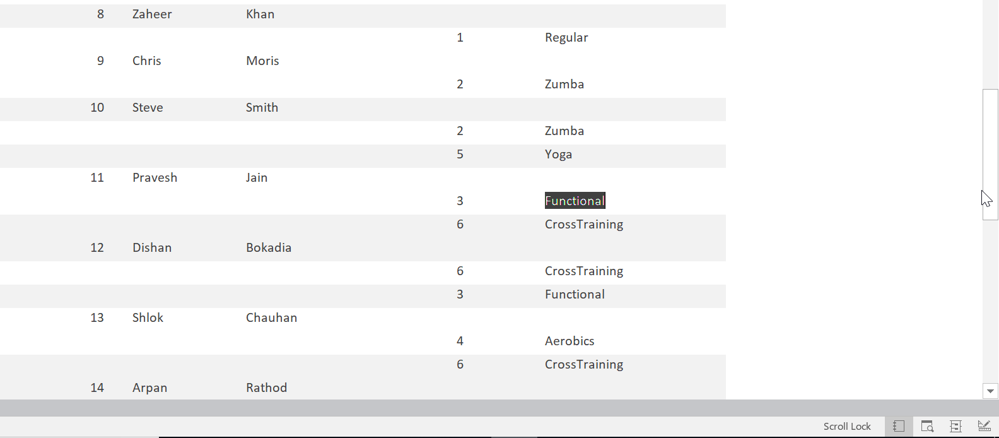 8 Zaheer Khan
1 Regular
9 Chris Moris
2 Zumba
10 Steve Smith
2 Zumba
5 Yoga
11 Pravesh Jain
3 Functional
6 CrossTraining
12 Dishan Bokadia
6 CrossTraining
3 Functional
13 Shlok Chauhan
4 Aerobics
6 CrossTraining
14 Arpan Rathod
Scroll Lock